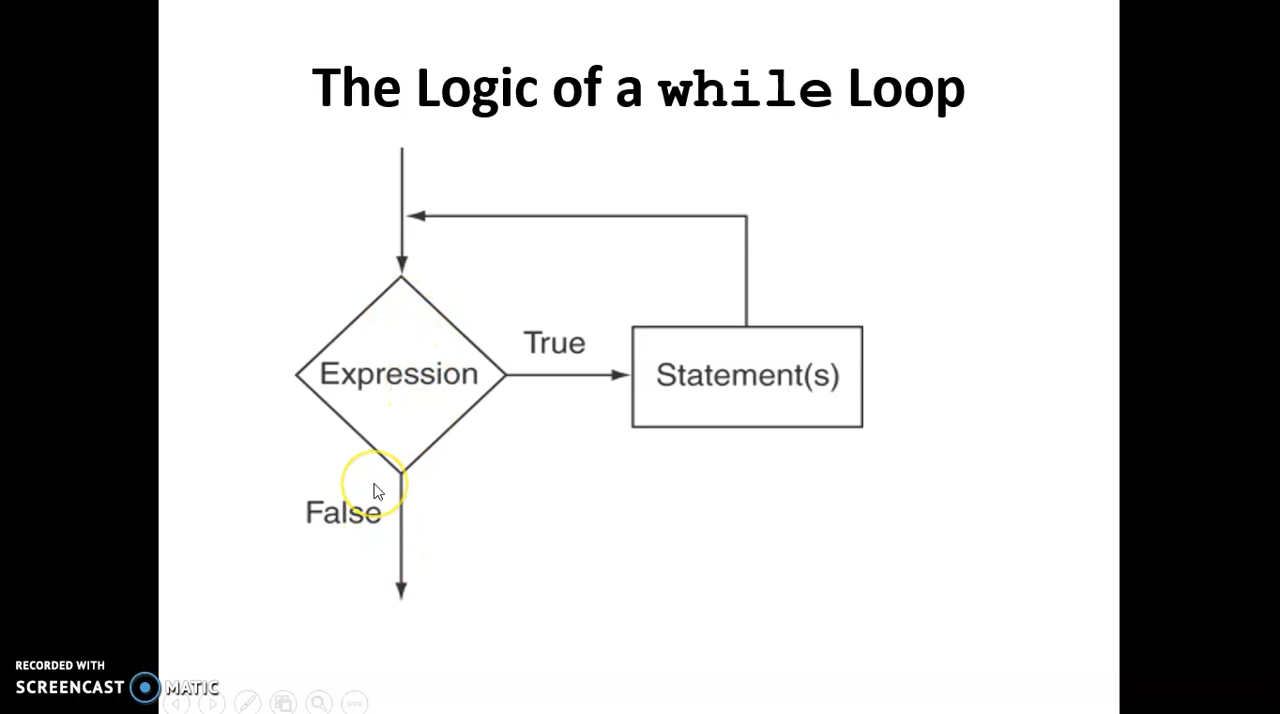 The Logic of a while Loop
True
Expression
Statement(s)
False
RECORDED WITH
SCREENCAST MATIC